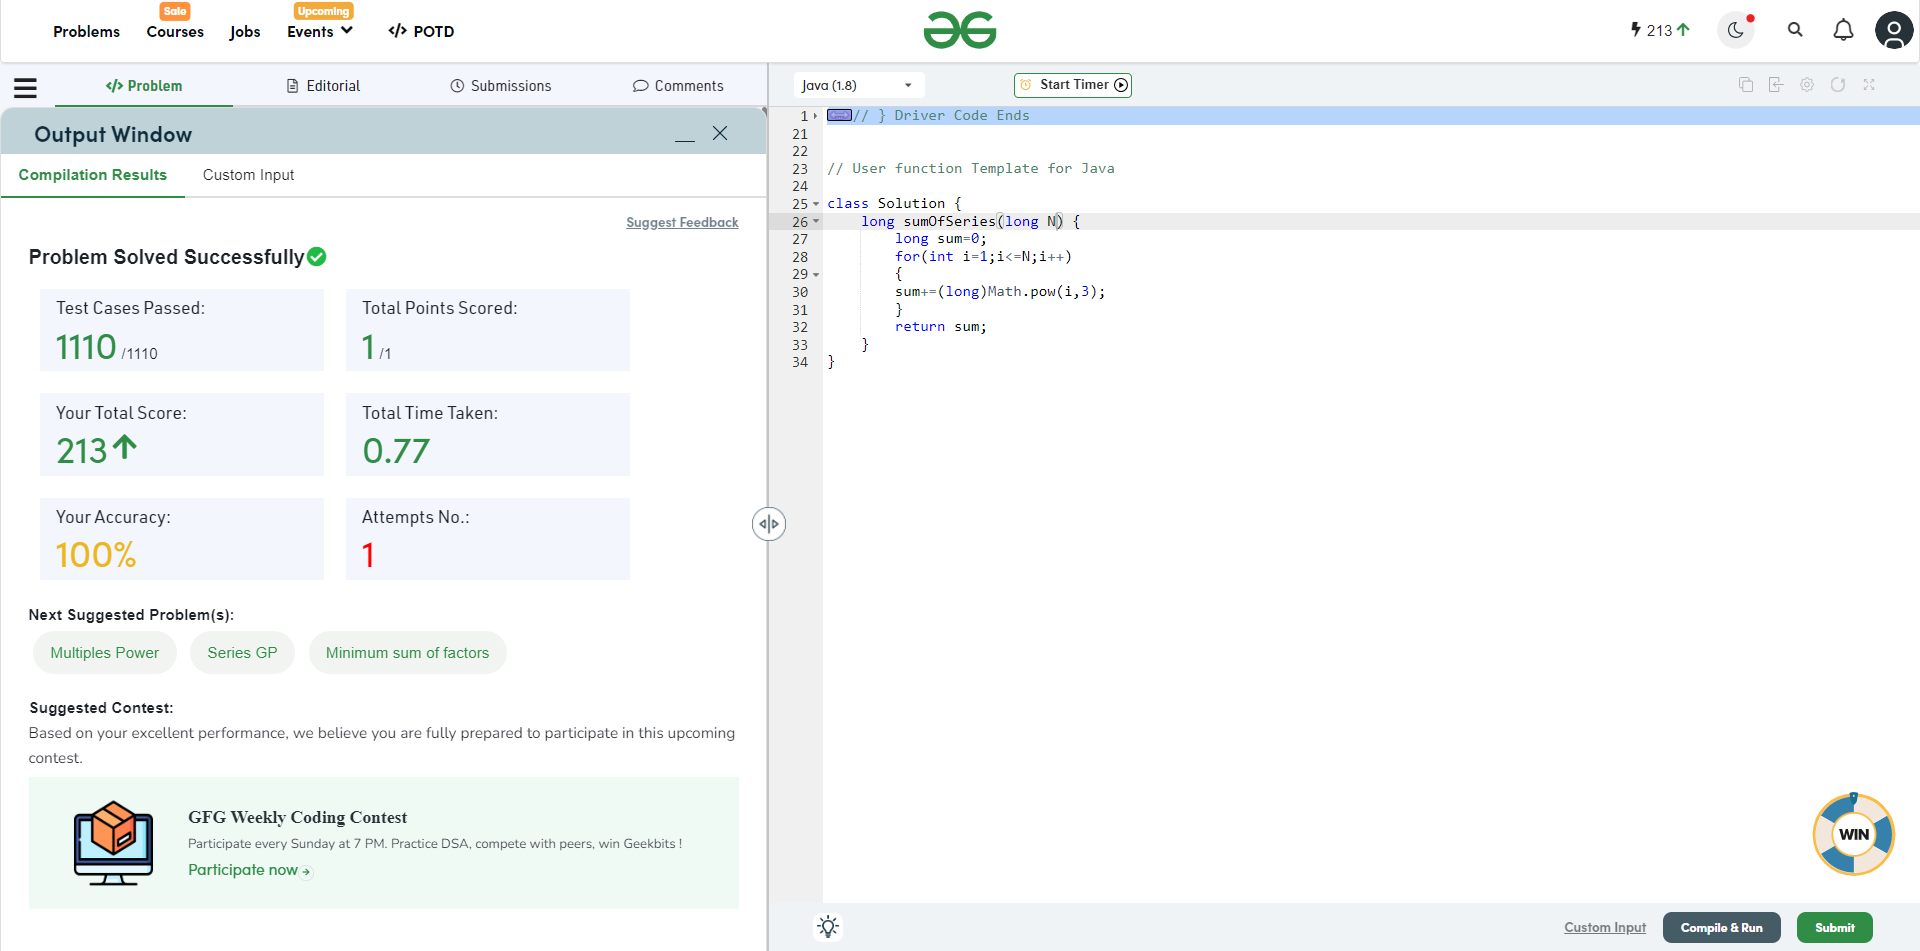 Sale
Upcoming
Problems Courses Jobs Events </> POTD
213
</> Problem Editorial Submissions Comments
Java (1.8)
Start Timer
Output Window
Compilation Results Custom Input
Suggest Feedback
Problem Solved Successfully
Test Cases Passed: Total Points Scored:
1110 /1110 1 /1
Your Total Score: Total Time Taken:
213 0.77
Your Accuracy: Attempts No.:
100% 1
Next Suggested Problem(s):
Multiples Power Series GP Minimum sum of factors
Suggested Contest:
Based on your excellent performance, we believe you are fully prepared to participate in this upcoming
contest.
GFG Weekly Coding Contest
Participate every Sunday at 7 PM. Practice DSA, compete with peers, win Geekbits !
Participate now
1 // } Driver Code Ends
21
22
23 // User function Template for Java
24
25 class Solution {
26 long sumOfSeries(long N) {
27 long sum=0;
28 for(int i=1;i<=N;i++)
29 {
30 sum+=(long)Math.pow(i,3);
31 }
32 return sum;
33 }
34 }
WIN
Custom Input Compile & Run Submit